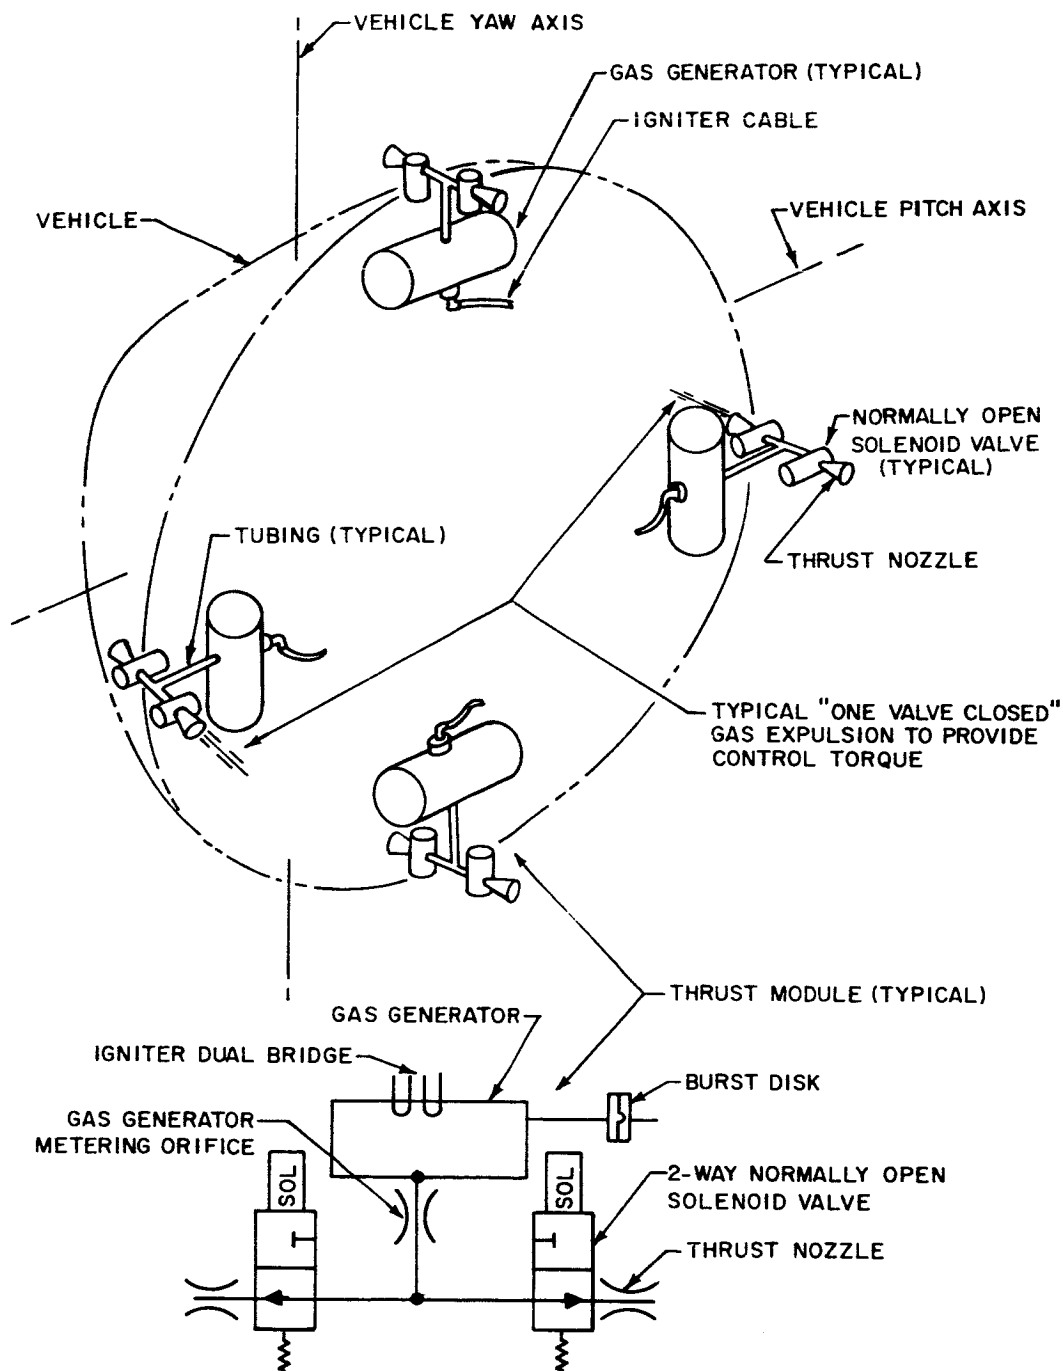 VEHICLE YAW AXIS
GAS GENERATOR (TYPICAL)
IGNITER CABLE
VEHICLE
VEHICLE PITCH AXIS
NORMALLY OPEN
SOLENOID VALVE
(TYPICAL)
TUBING (TYPICAL)
THRUST NOZZLE
TYPICAL "ONE VALVE CLOSED"
GAS EXPULSION TO PROVIDE
CONTROL TORQUE
THRUST MODULE (TYPICAL)
GAS GENERATOR
IGNITER DUAL BRIDGE
BURST DISK
GAS GENERATOR
METERING ORIFICE
SOL
SOL
2-WAY NORMALLY OPEN
SOLENOID VALVE
THRUST NOZZLE